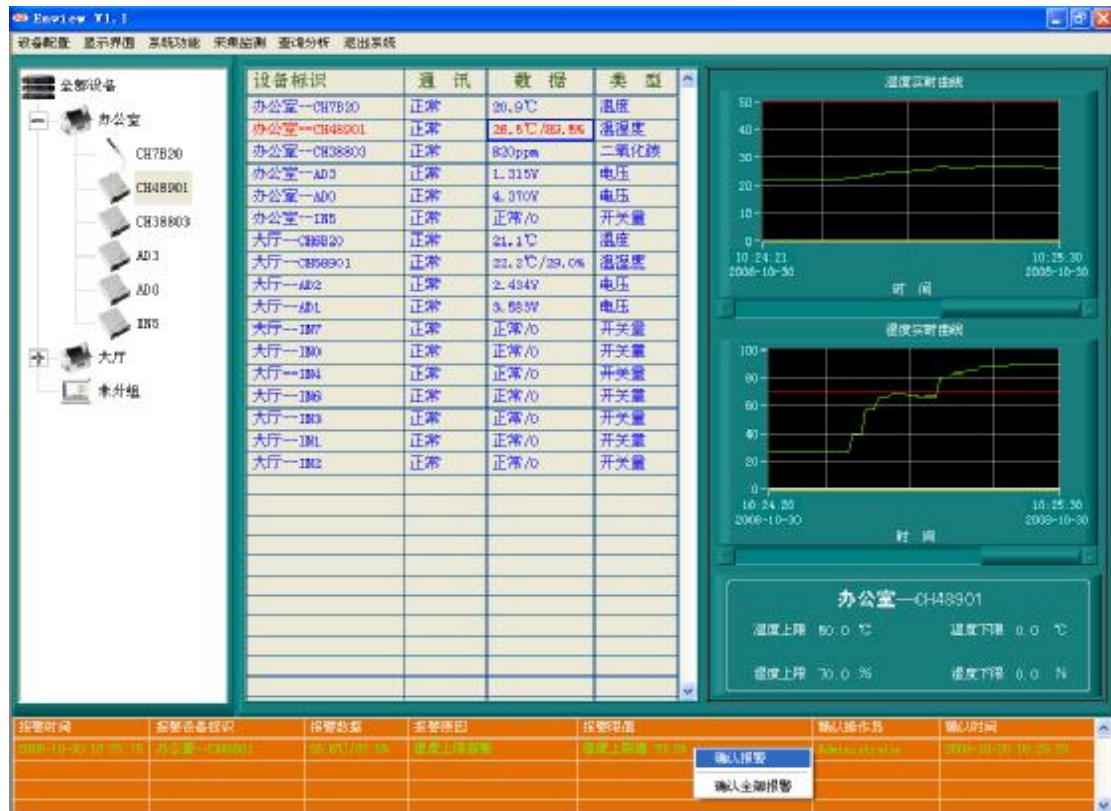 Enview V1.1
设备配置 显示界面 系统功能 采集监测 查询分析 退出系统
全部设备
办公室
CH7B20
CH48901
CH38803
AD3
AD0
IN5
大厅
未分组
设备标识 通 讯 数 据 类 型
办公室--CH7B20 正常 20.9℃ 温度
办公室--CH48901 正常 26.5℃/89.5% 温湿度
办公室--CH38803 正常 820ppm 二氧化碳
办公室--AD3 正常 1.315V 电压
办公室--AD0 正常 4.370V 电压
办公室--IN5 正常 正常/0 开关量
大厅--CH6B20 正常 21.1℃ 温度
大厅--CH58901 正常 22.2℃/29.0% 温湿度
大厅--AD2 正常 2.434V 电压
大厅--AD1 正常 3.583V 电压
大厅--IN7 正常 正常/0 开关量
大厅--IN0 正常 正常/0 开关量
大厅--IN4 正常 正常/0 开关量
大厅--IN6 正常 正常/0 开关量
大厅--IN3 正常 正常/0 开关量
大厅--IN1 正常 正常/0 开关量
大厅--IN2 正常 正常/0 开关量
温度实时曲线
50
40
30
20
10
0
10:24:21 10:25:30
2008-10-30 2008-10-30
时 间
湿度实时曲线
100
80
60
40
20
0
10:24:20 10:25:30
2008-10-30 2008-10-30
时 间
办公室--CH48901
温度上限 50.0 ℃ 温度下限 0.0 ℃
湿度上限 70.0 % 湿度下限 0.0 %
报警时间 报警设备标识 报警数据 报警原因 报警限值 确认操作员 确认时间
湿度上限报警 Administrator
确认报警
确认全部报警